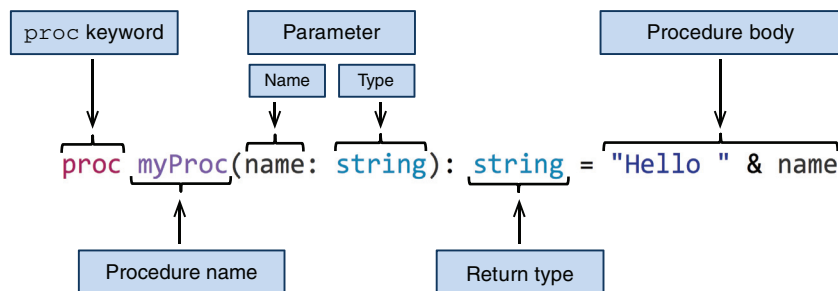 proc keyword
Parameter
Procedure body
Name
Type
proc myProc(name: string): string = "Hello " & name
Procedure name
Return type